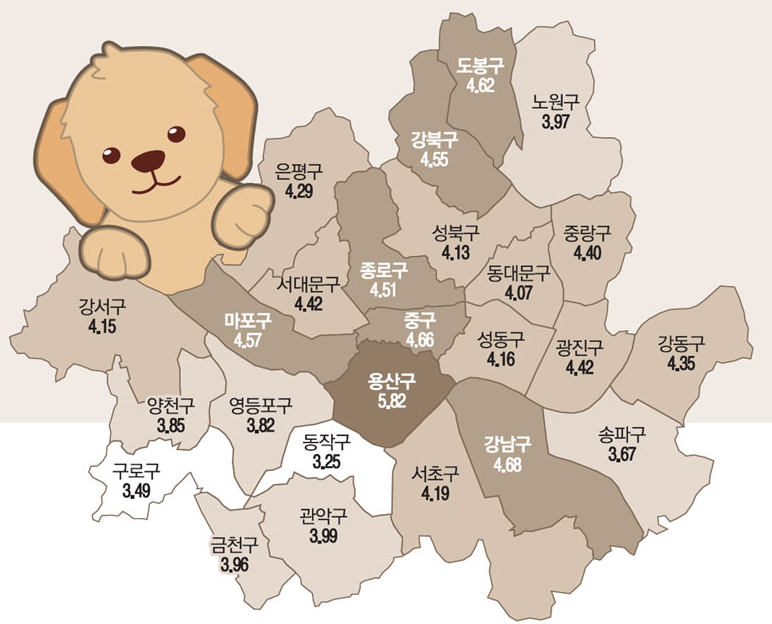 도봉구
4.62
노원구
3.97
강북구
4.55
은평구
4.29
성북구
4.13
중랑구
4.40
종로구
4.51
동대문구
4.07
서대문구
4.42
강서구
4.15
마포구
4.57
중구
4.66
성동구
4.16
광진구
4.42
강동구
4.35
용산구
5.82
양천구
3.85
영등포구
3.82
동작구
3.25
강남구
4.68
송파구
3.67
구로구
3.49
서초구
4.19
관악구
3.99
금천구
3.96